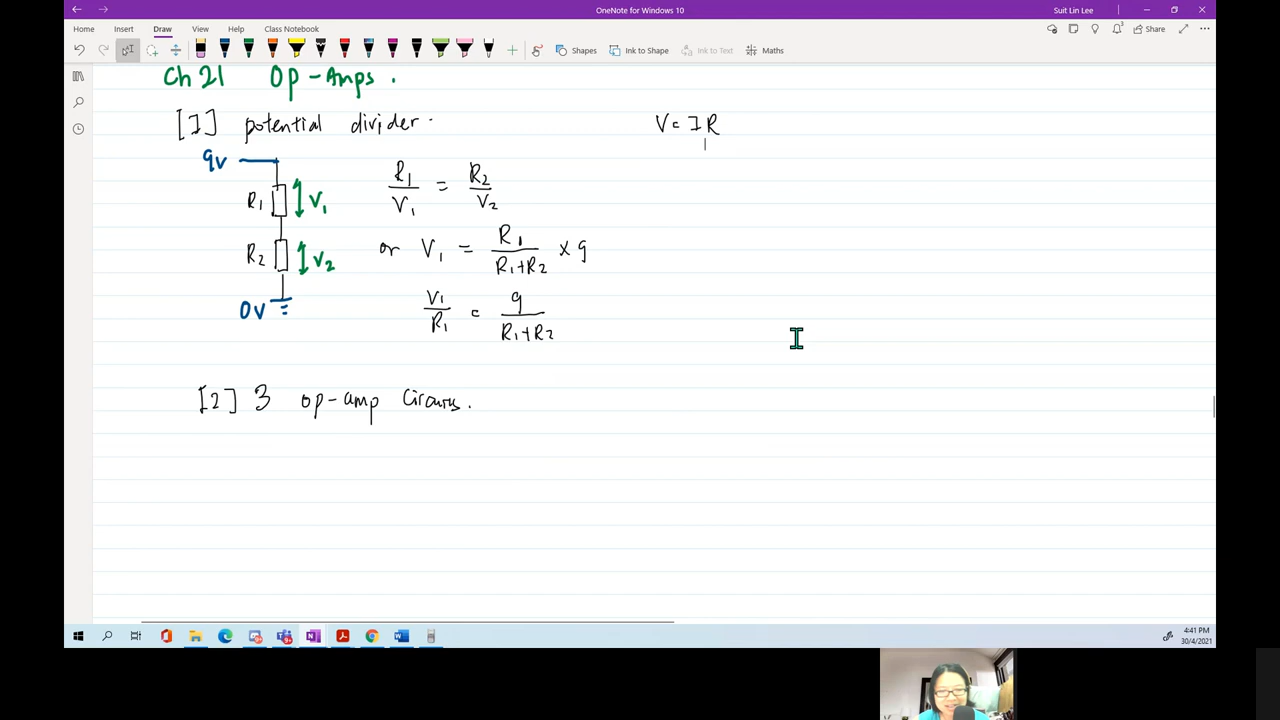 OneNote for Windows 10
Suit Lin Lee
Home Insert Draw View Help Class Notebook
Shapes Ink to Shape Ink to Text Maths Share
Ch 21 Op-Amps.
[1] potential divider.
V = IR
9V
R1 V1
R1/V1 = R2/V2
R2 V2
or V1 = R1/(R1+R2) x 9
0V
V1/R1 = 9/(R1+R2)
[2] 3 op-amp circuits.
4:41 PM
30/4/2021